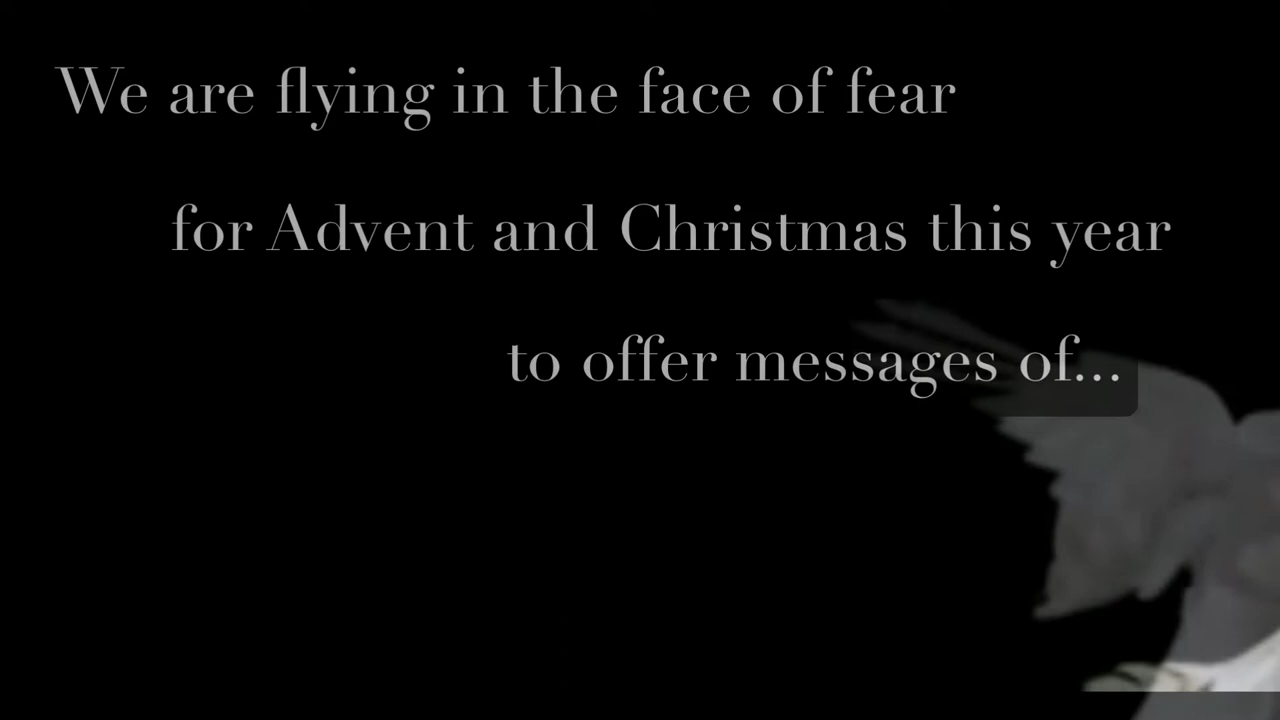 We are flying in the face of fear
for Advent and Christmas this year
to offer messages of...